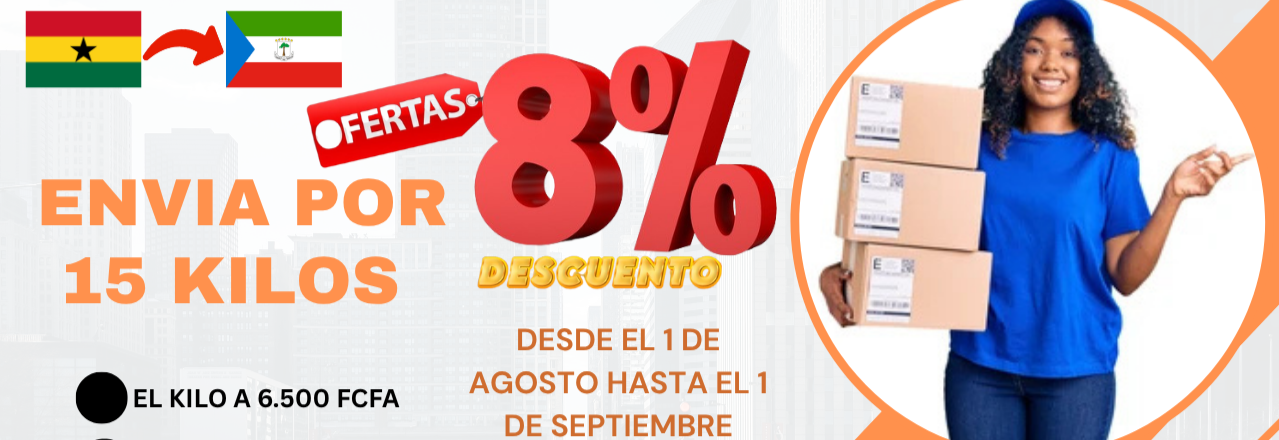 OFERTAS
8%
ENVIA POR
15 KILOS
DESCUENTO
DESDE EL 1 DE
AGOSTO HASTA EL 1
DE SEPTIEMBRE
EL KILO A 6.500 FCFA